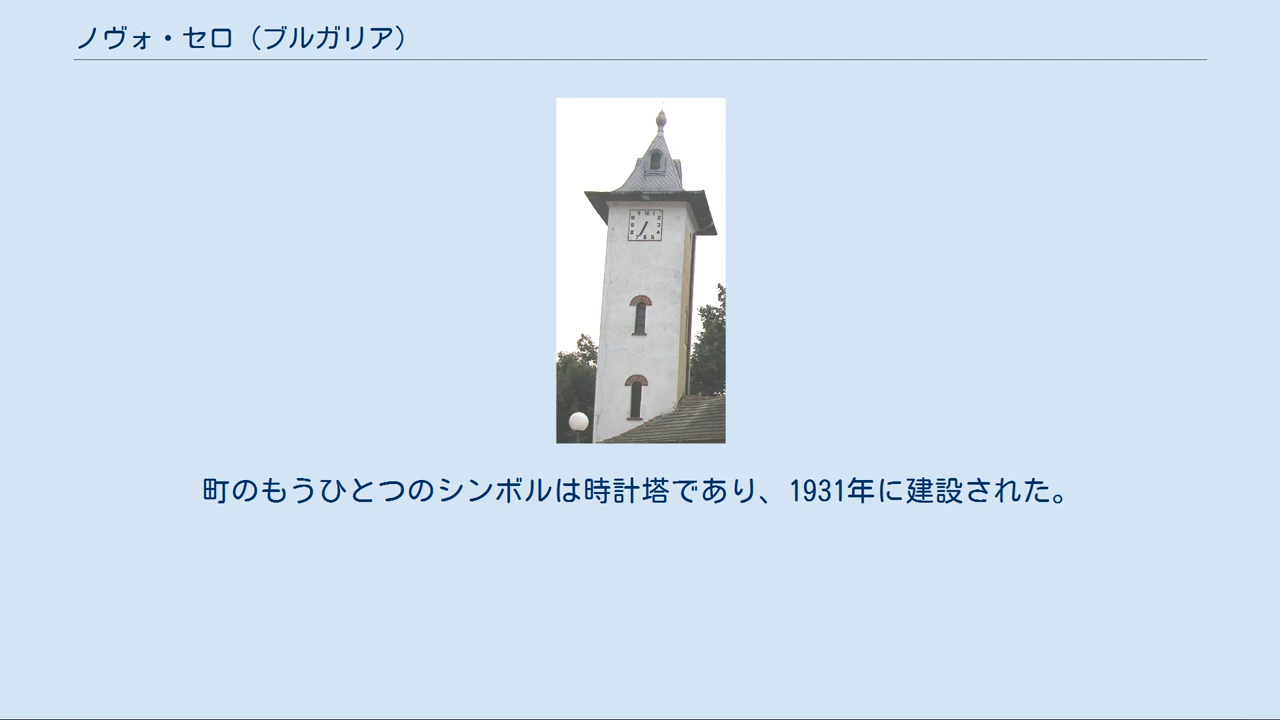 ノヴォ・セロ（ブルガリア）
町のもうひとつのシンボルは時計塔であり、1931年に建設された。